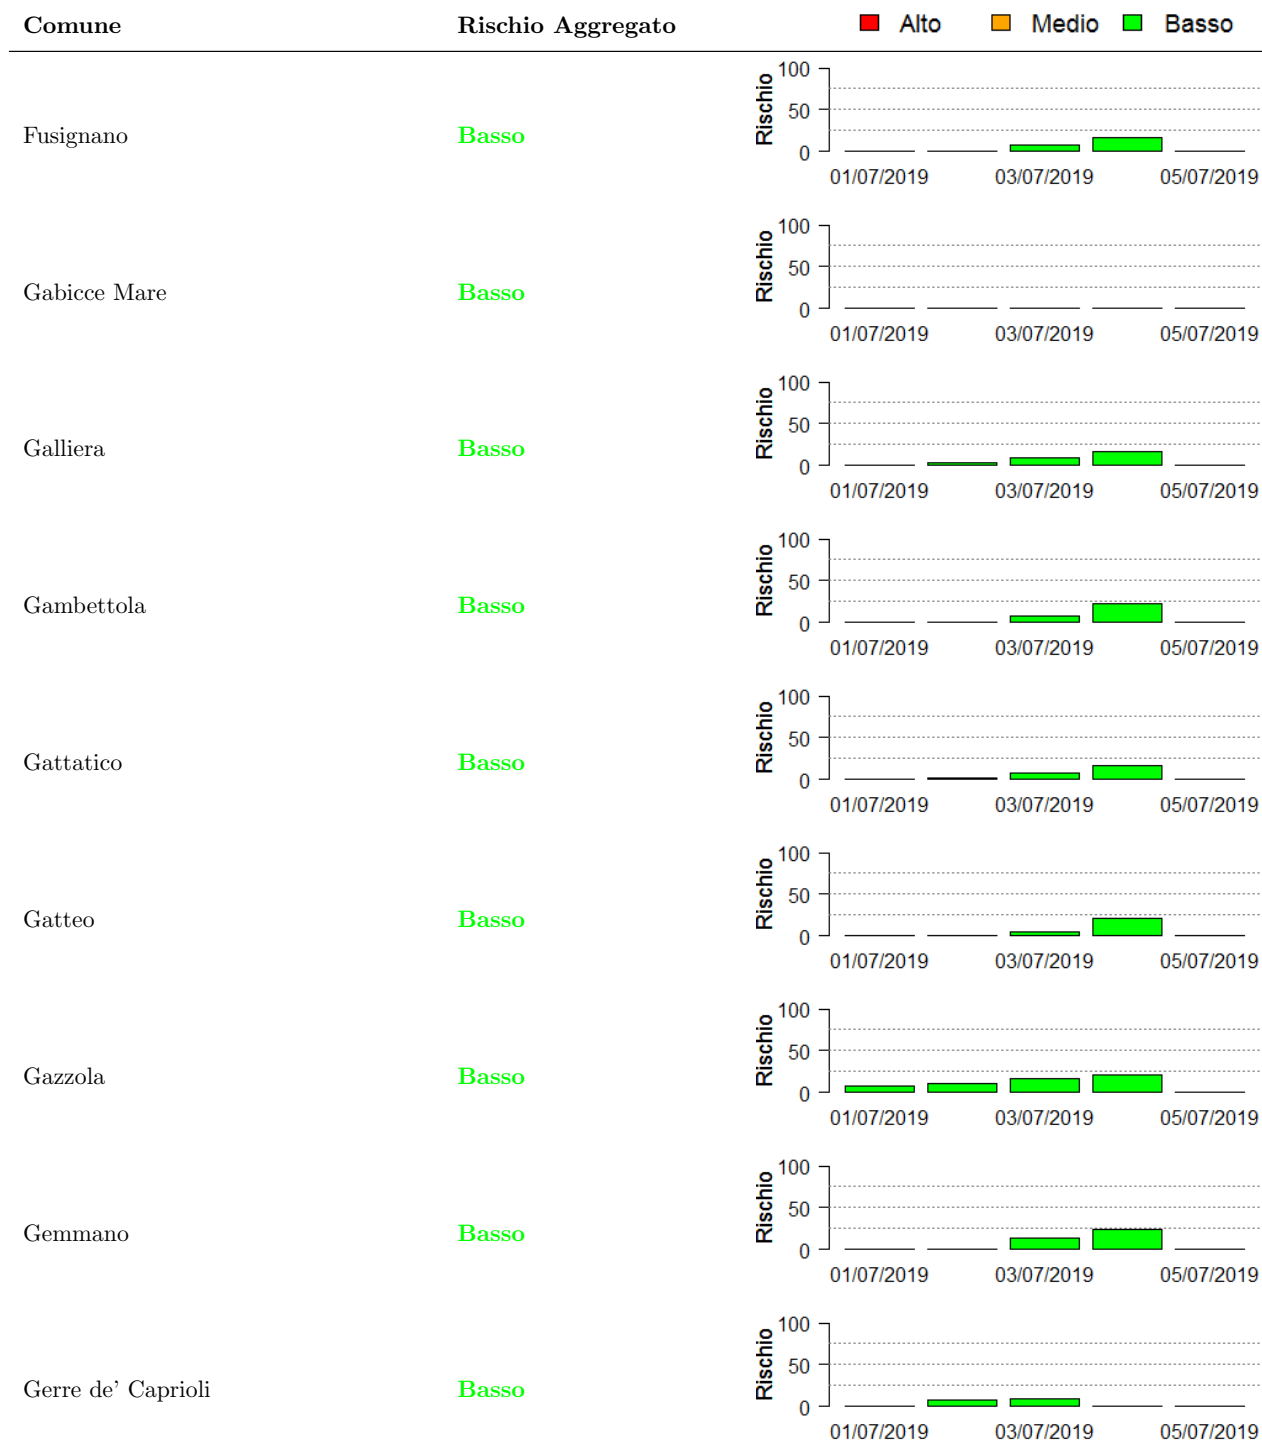 Comune Rischio Aggregato Alto Medio Basso
Fusignano Basso Rischio 100 50 0
01/07/2019 03/07/2019 05/07/2019
Gabicce Mare Basso Rischio 100 50 0
01/07/2019 03/07/2019 05/07/2019
Galliera Basso Rischio 100 50 0
01/07/2019 03/07/2019 05/07/2019
Gambettola Basso Rischio 100 50 0
01/07/2019 03/07/2019 05/07/2019
Gattatico Basso Rischio 100 50 0
01/07/2019 03/07/2019 05/07/2019
Gatteo Basso Rischio 100 50 0
01/07/2019 03/07/2019 05/07/2019
Gazzola Basso Rischio 100 50 0
01/07/2019 03/07/2019 05/07/2019
Gemmano Basso Rischio 100 50 0
01/07/2019 03/07/2019 05/07/2019
Gerre de' Caprioli Basso Rischio 100 50 0
01/07/2019 03/07/2019 05/07/2019